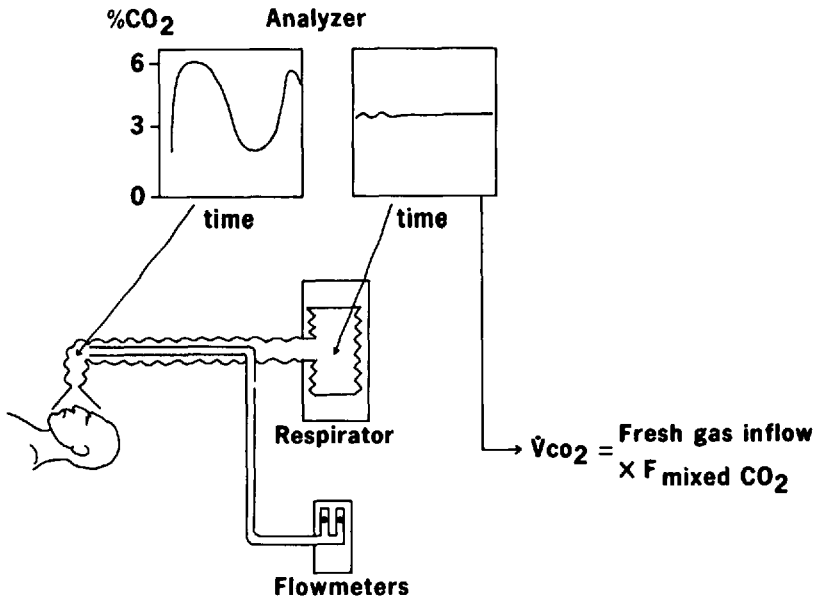 %CO2
Analyzer
6
3
0
time
time
Respirator
V̇co2 = Fresh gas inflow
× F mixed CO2
Flowmeters